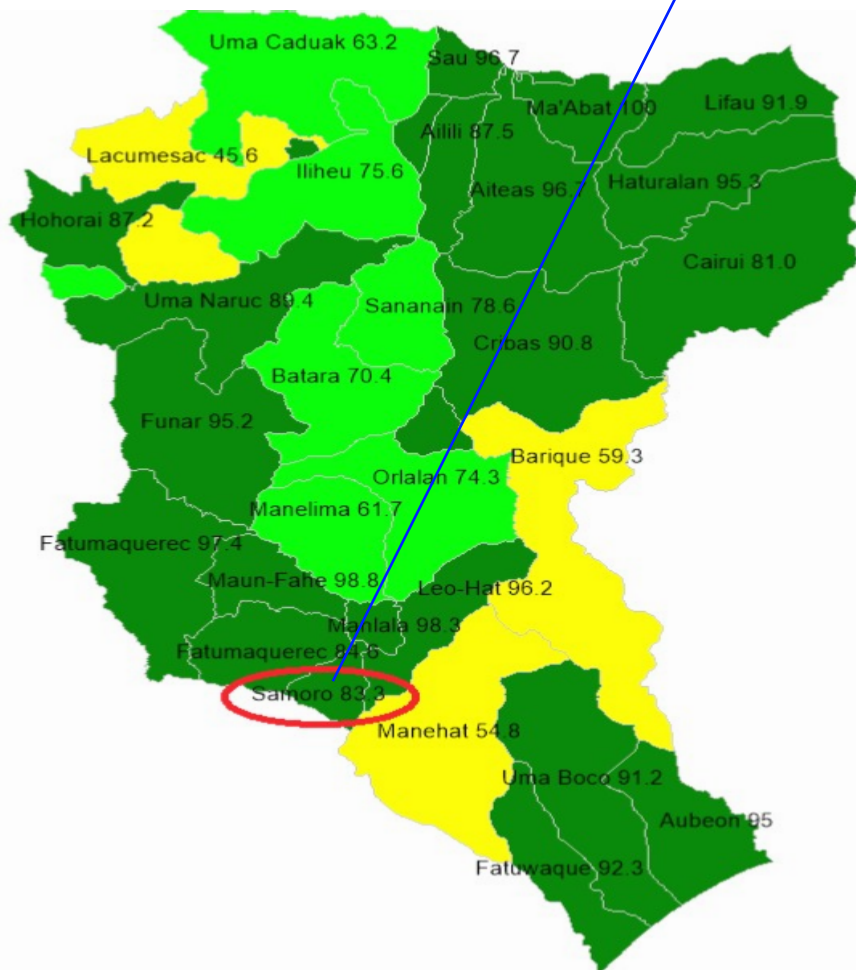 Uma Caduak 63.2
Sau 96.7
Ma'Abat 100
Lifau 91.9
Ailili 87.5
Lacumesac 45.6
Iliheu 75.6
Aiteas 96.7
Haturalan 95.3
Hohorai 87.2
Cairui 81.0
Uma Naruc 89.4
Sananain 78.6
Cribas 90.8
Batara 70.4
Funar 95.2
Barique 59.3
Orlalan 74.3
Manelima 61.7
Fatumaquerec 97.4
Maun-Fahe 98.8
Leo-Hat 96.2
Manlala 98.3
Fatumaquerec 84.6
Samoro 83.3
Manehat 54.8
Uma Boco 91.2
Aubeon 95
Fatuwaque 92.3